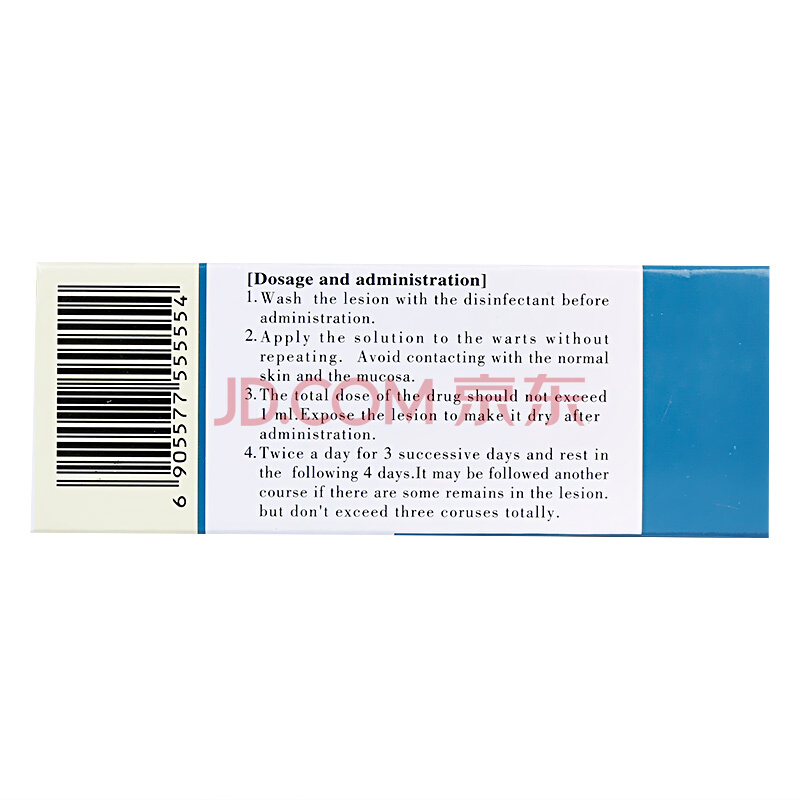 [Dosage and administration]
1. Wash the lesion with the disinfectant before
administration.
2. Apply the solution to the warts without
repeating. Avoid contacting with the normal
skin and the mucosa.
3. The total dose of the drug should not exceed
1 ml.Expose the lesion to make it dry after
administration.
4. Twice a day for 3 successive days and rest in
the following 4 days.It may be followed another
course if there are some remains in the lesion.
but don't exceed three coruses totally.
6 905577 555554
JD.COM 京东